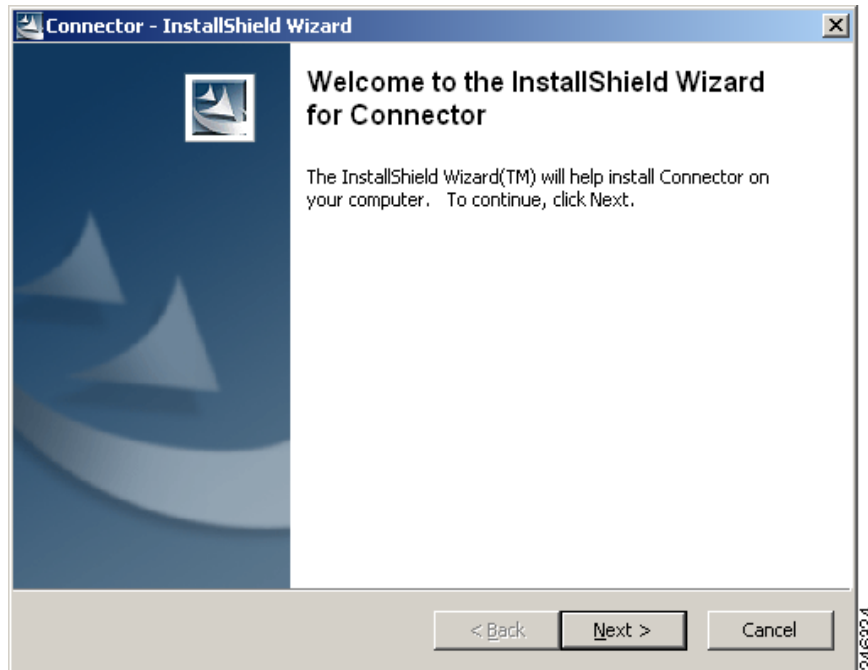 Connector - InstallShield Wizard
Welcome to the InstallShield Wizard
for Connector
The InstallShield Wizard(TM) will help install Connector on
your computer. To continue, click Next.
< Back
Next >
Cancel